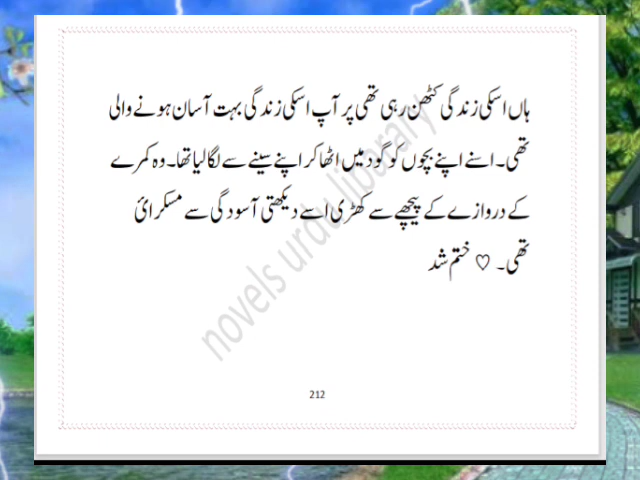 ہاں اسکی زندگی کٹھن رہی تھی پر آپ اسکی زندگی بہت آسان ہونے والی
تھی۔ اسنے اپنے بچوں کو گود میں اٹھا کر اپنے سینے سے لگا لیا تھا۔ وہ کمرے
کے دروازے کے پیچھے سے کھڑی اسے دیکھتی آسودگی سے مسکرائ
تھی۔ ♡ ختم شد
novels urdu libarary
212